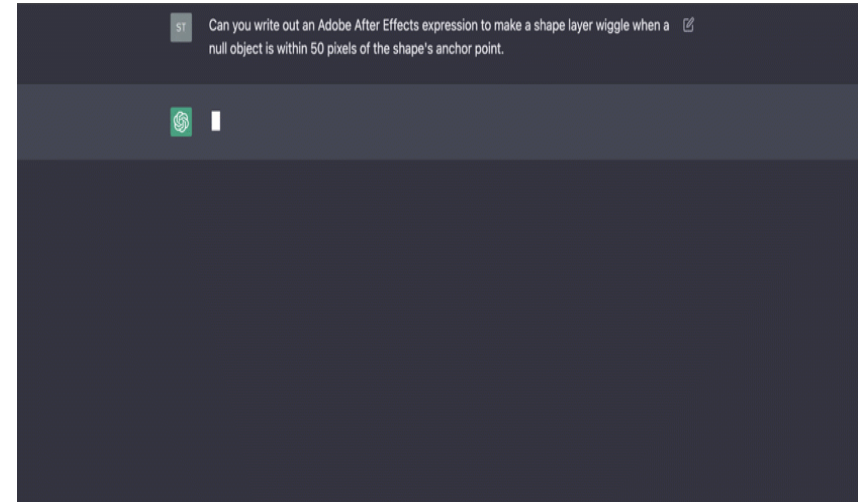 ST
Can you write out an Adobe After Effects expression to make a shape layer wiggle when a
null object is within 50 pixels of the shape's anchor point.